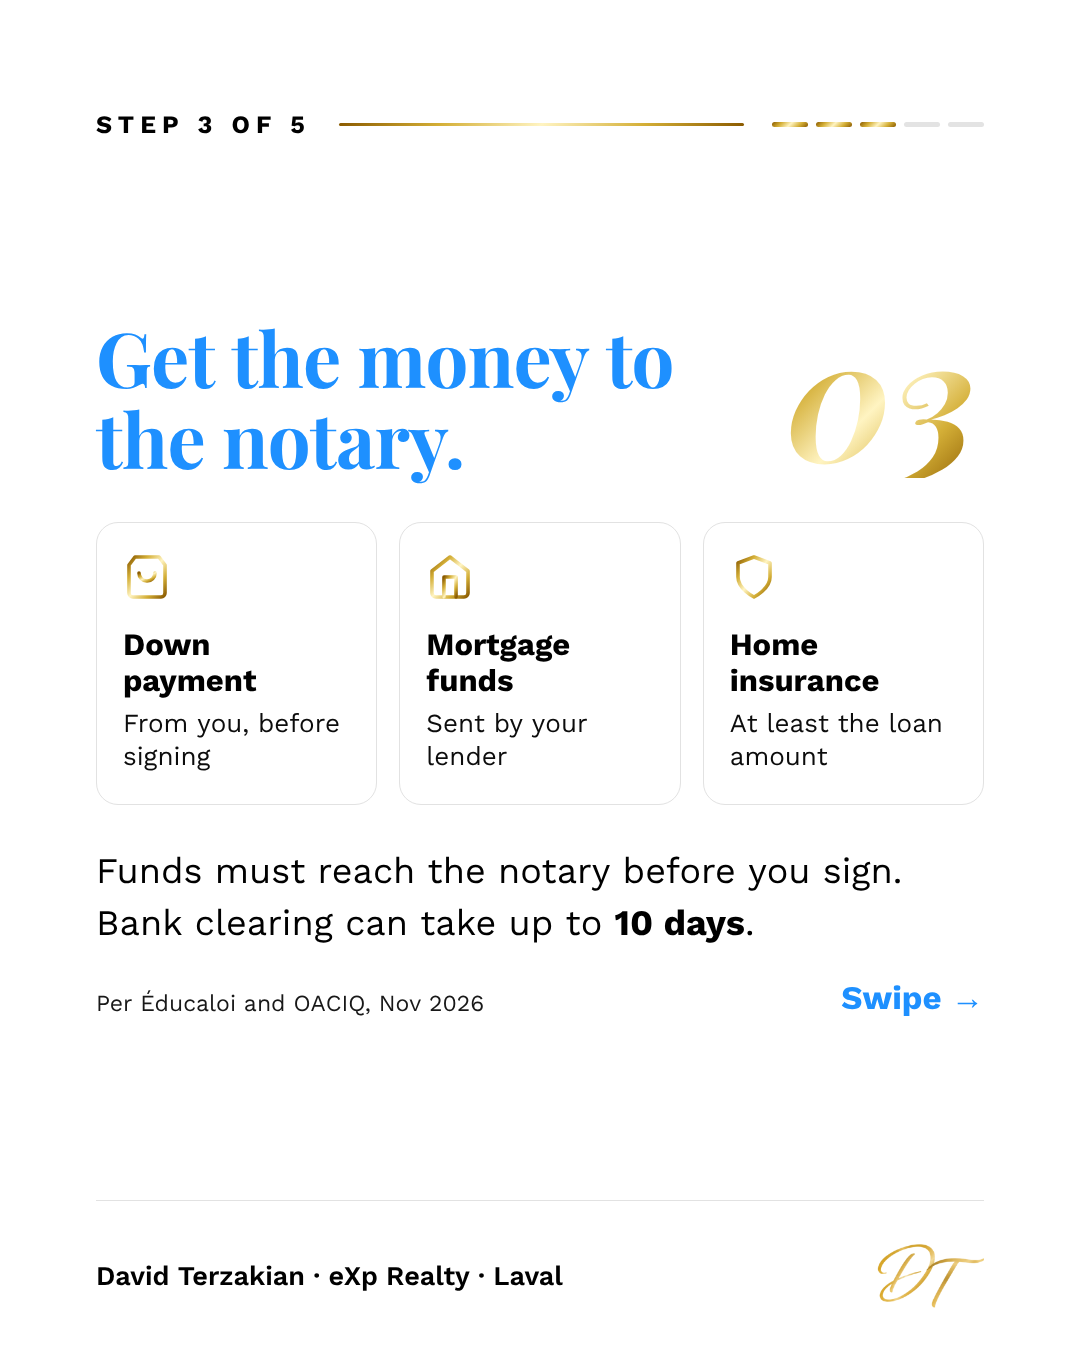 STEP 3 OF 5
Get the money to
the notary.
03
Down
payment
From you, before
signing
Mortgage
funds
Sent by your
lender
Home
insurance
At least the loan
amount
Funds must reach the notary before you sign.
Bank clearing can take up to 10 days.
Per Éducaloi and OACIQ, Nov 2026
Swipe →
David Terzakian · eXp Realty · Laval
DT